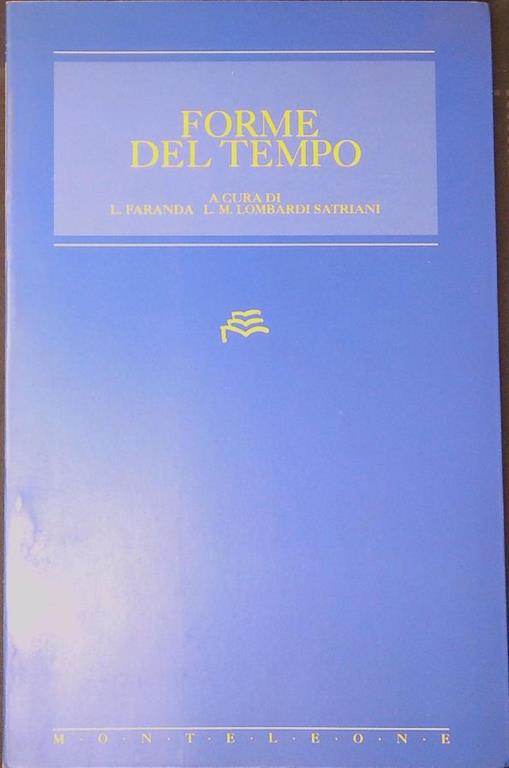 FORME
DEL TEMPO
A CURA DI
L. FARANDA L. M. LOMBARDI SATRIANI
M·O·N·T·E·L·E·O·N·E